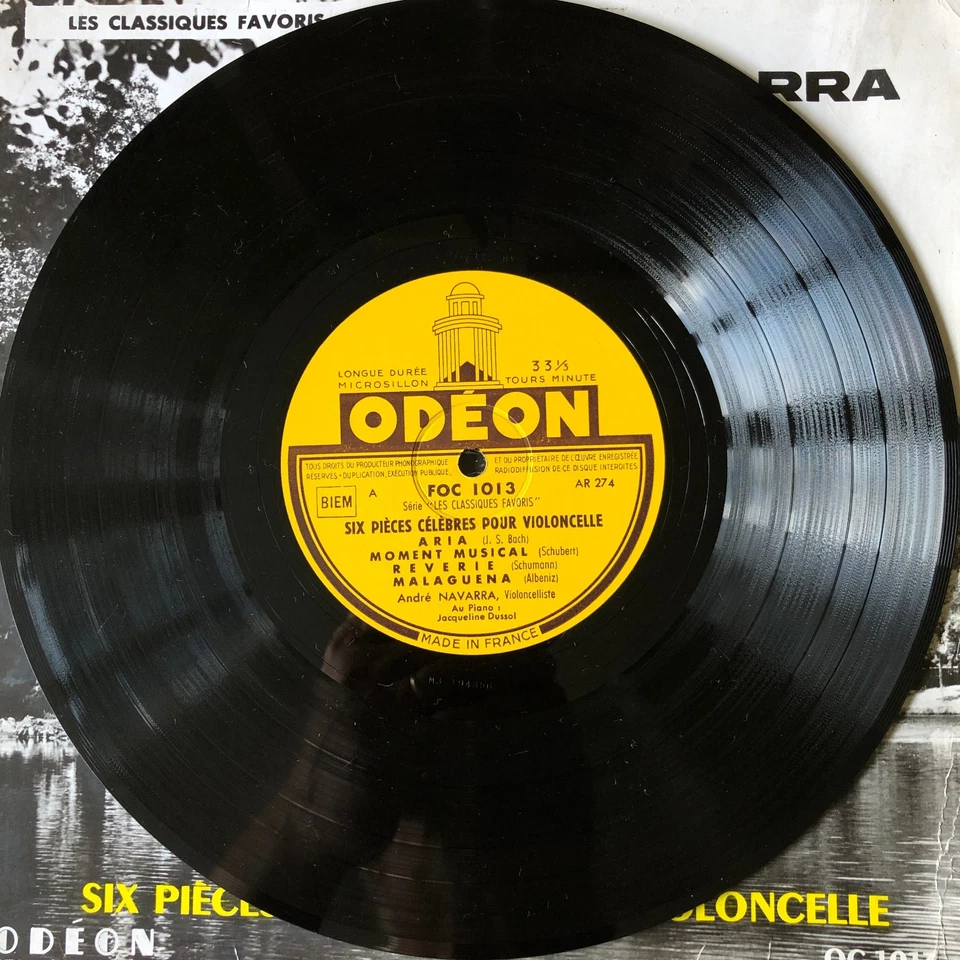 LES CLASSIQUES FAVORIS
RRA
LONGUE DURÉE
MICROSILLON
33⅓
TOURS MINUTE
ODÉON
TOUS DROITS DU PRODUCTEUR PHONOGRAPHIQUE
RÉSERVÉS • DUPLICATION, EXÉCUTION PUBLIQUE,
ET DU PROPRIÉTAIRE DE L'ŒUVRE ENREGISTRÉE
RADIODIFFUSION DE CE DISQUE INTERDITES.
BIEM
A
FOC 1013
AR 274
Série "LES CLASSIQUES FAVORIS"
SIX PIÈCES CÉLÈBRES POUR VIOLONCELLE
ARIA (J. S. Bach)
MOMENT MUSICAL (Schubert)
REVERIE (Schumann)
MALAGUENA (Albeniz)
André NAVARRA, Violoncelliste
Au Piano :
Jacqueline Dussol
MADE IN FRANCE
SIX PIÈCES
OLONCELLE
ODÉON